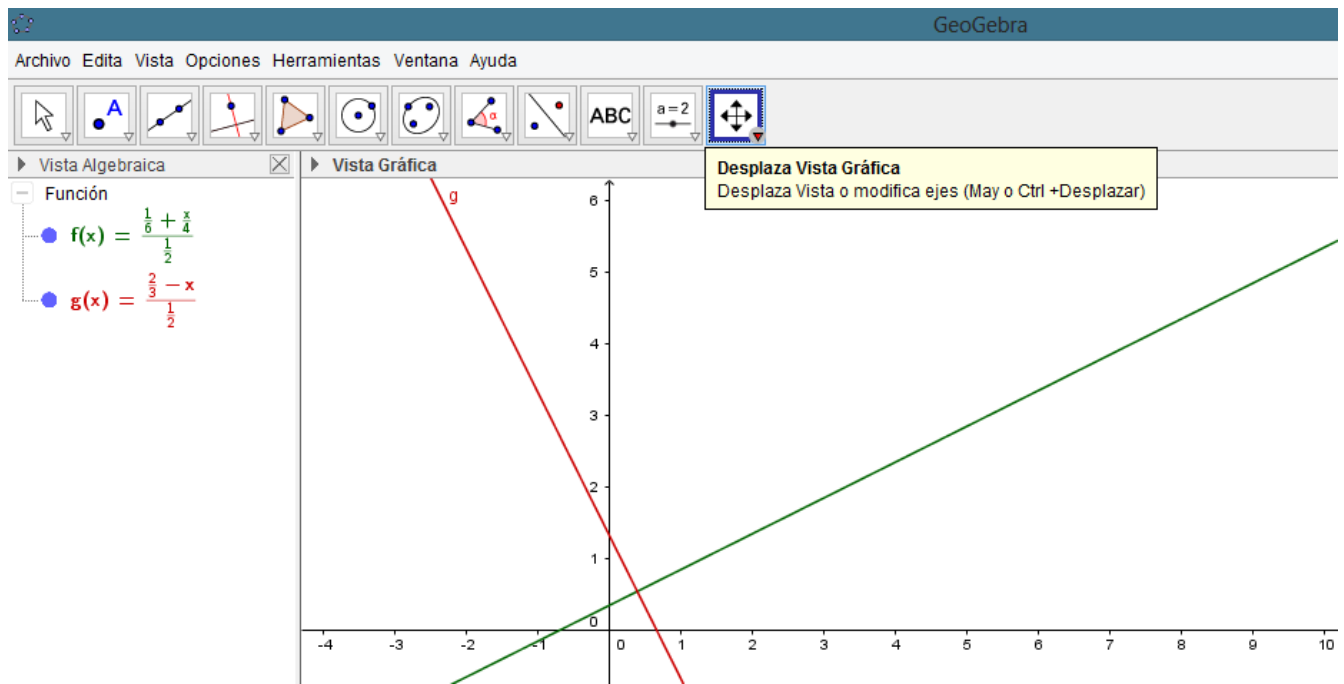 GeoGebra
Archivo Edita Vista Opciones Herramientas Ventana Ayuda
A
α
ABC
a=2
Vista Algebraica
Vista Gráfica
Desplaza Vista Gráfica
Desplaza Vista o modifica ejes (May o Ctrl +Desplazar)
Función
f(x) = (1/6 + x/4) / (1/2)
g(x) = (2/3 − x) / (1/2)
g
6
5
4
3
2
1
0
-4 -3 -2 -1 0 1 2 3 4 5 6 7 8 9 10